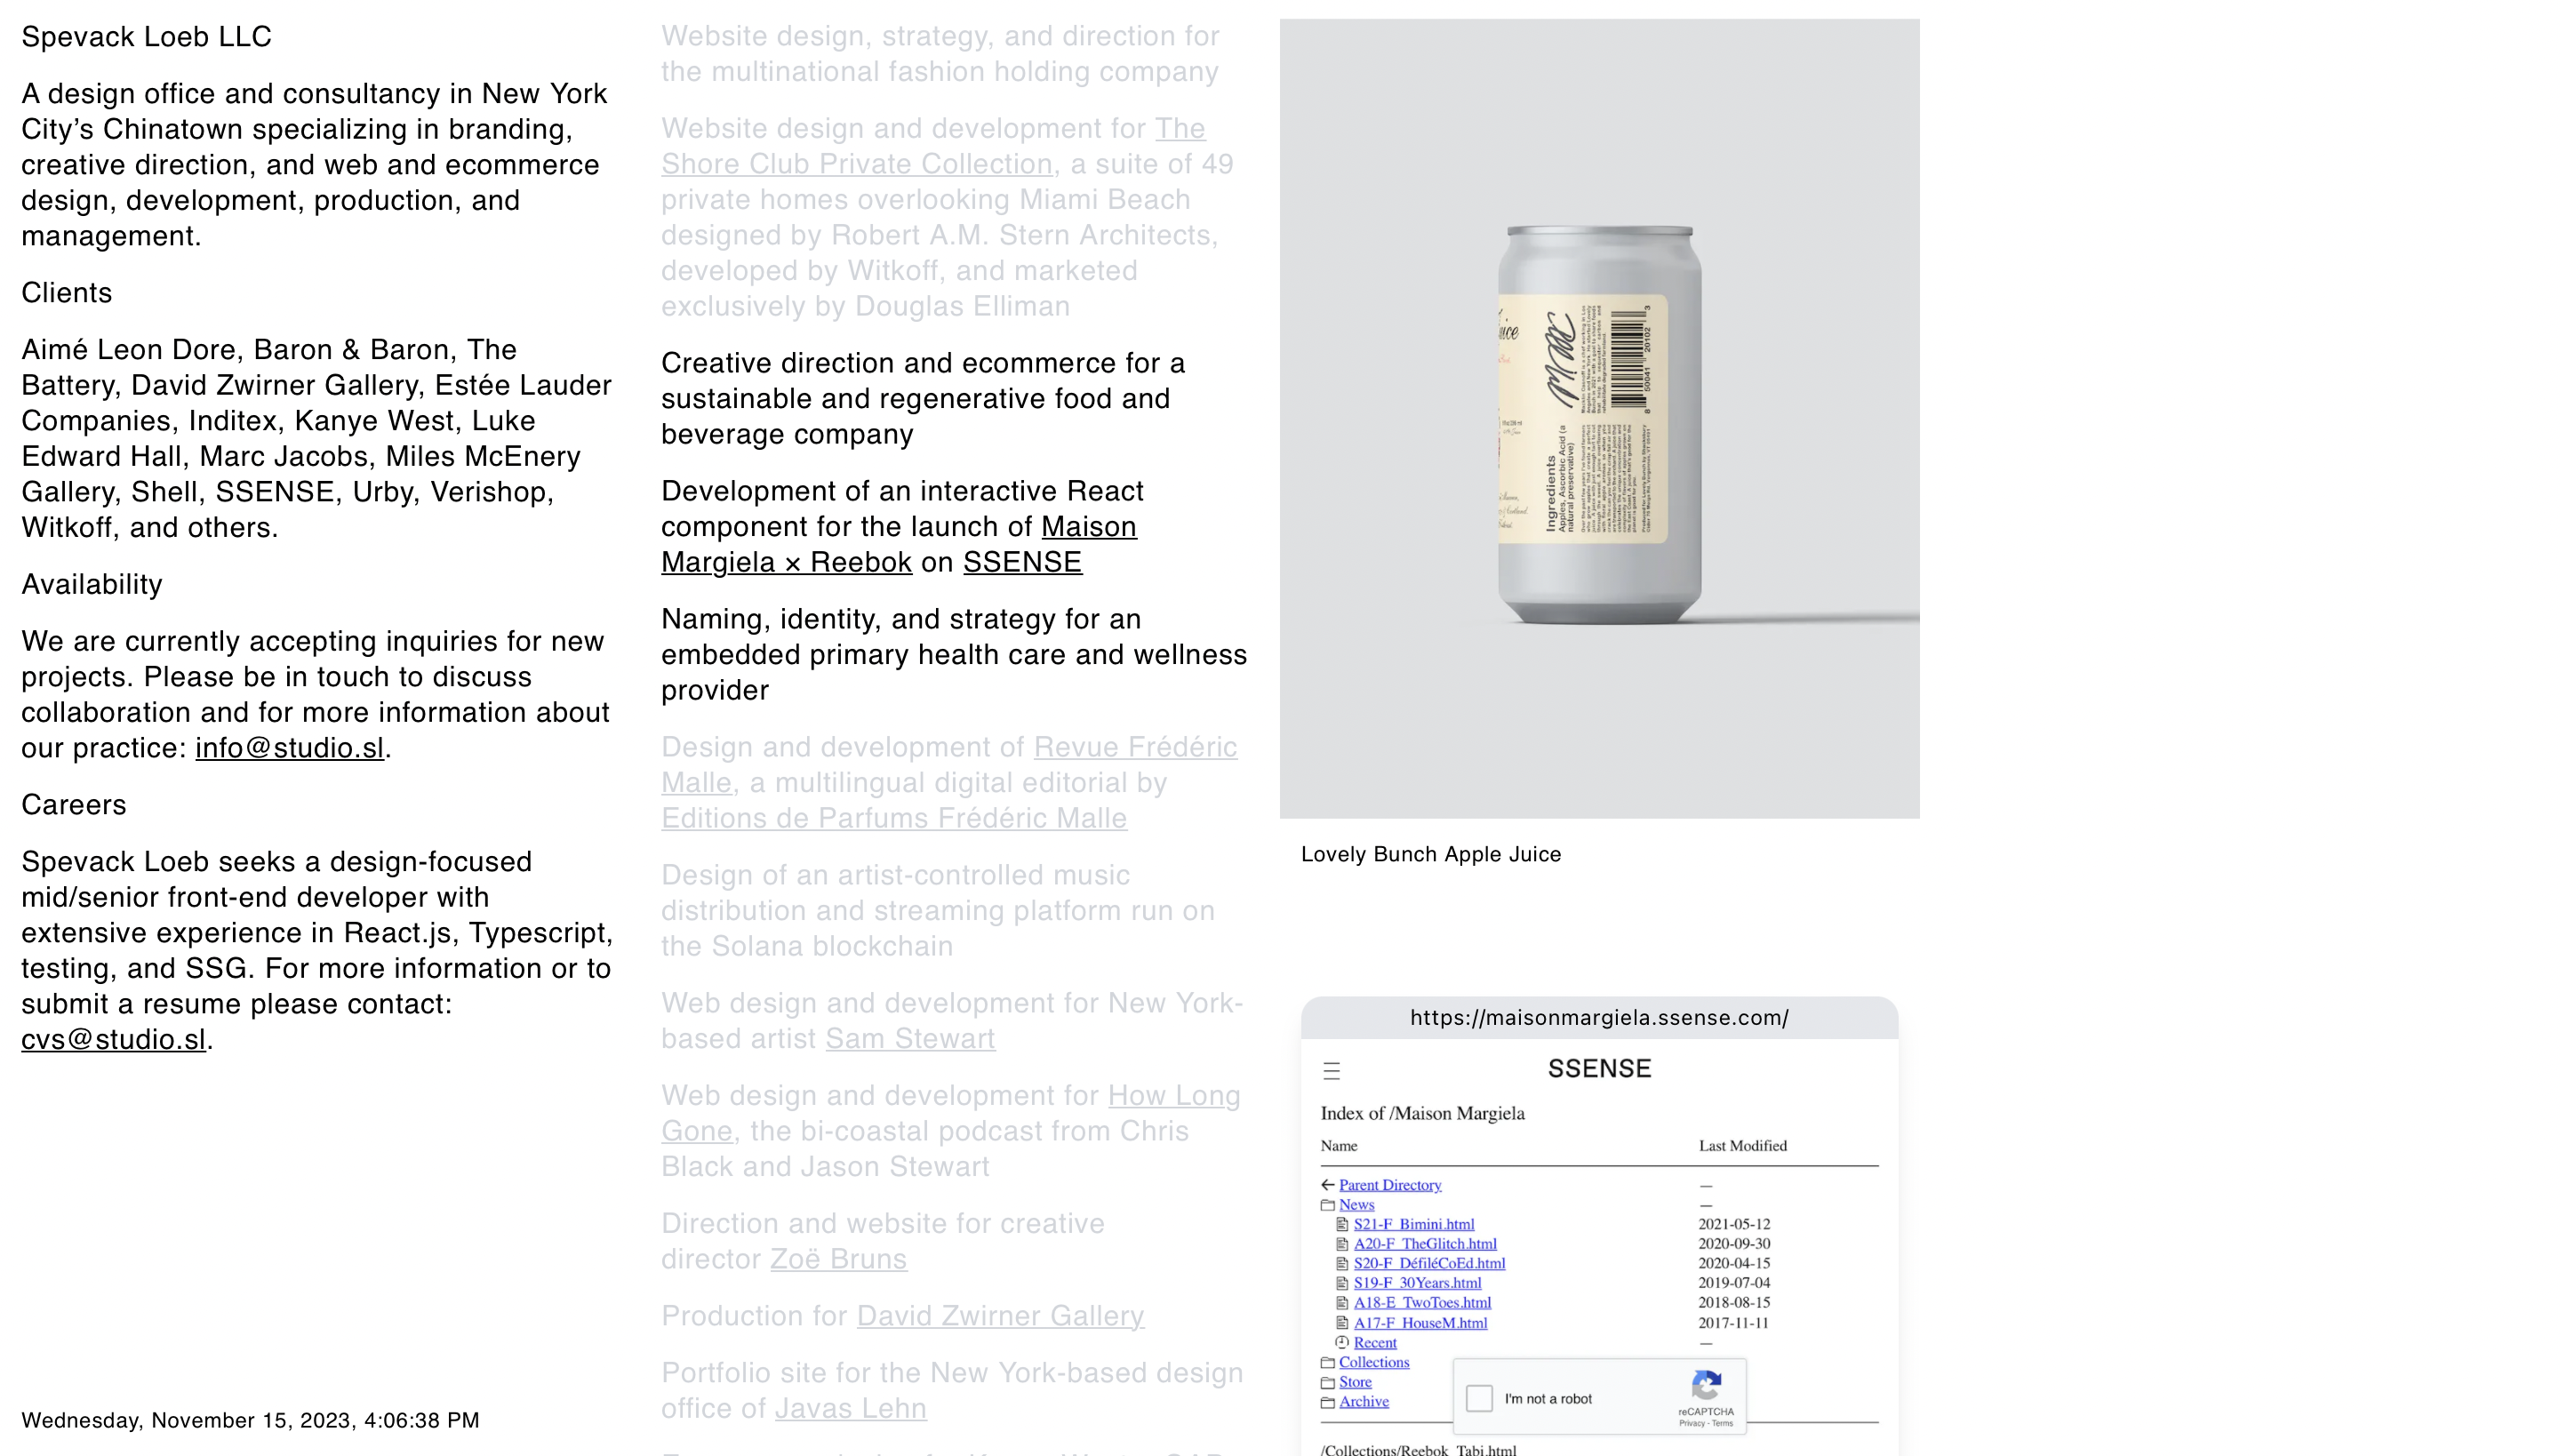 Spevack Loeb LLC
A design office and consultancy in New York
City’s Chinatown specializing in branding,
creative direction, and web and ecommerce
design, development, production, and
management.
Clients
Aimé Leon Dore, Baron & Baron, The
Battery, David Zwirner Gallery, Estée Lauder
Companies, Inditex, Kanye West, Luke
Edward Hall, Marc Jacobs, Miles McEnery
Gallery, Shell, SSENSE, Urby, Verishop,
Witkoff, and others.
Availability
We are currently accepting inquiries for new
projects. Please be in touch to discuss
collaboration and for more information about
our practice: info@studio.sl.
Careers
Spevack Loeb seeks a design-focused
mid/senior front-end developer with
extensive experience in React.js, Typescript,
testing, and SSG. For more information or to
submit a resume please contact:
cvs@studio.sl.
Wednesday, November 15, 2023, 4:06:38 PM
Website design, strategy, and direction for
the multinational fashion holding company
Website design and development for The
Shore Club Private Collection, a suite of 49
private homes overlooking Miami Beach
designed by Robert A.M. Stern Architects,
developed by Witkoff, and marketed
exclusively by Douglas Elliman
Creative direction and ecommerce for a
sustainable and regenerative food and
beverage company
Development of an interactive React
component for the launch of Maison
Margiela × Reebok on SSENSE
Naming, identity, and strategy for an
embedded primary health care and wellness
provider
Design and development of Revue Frédéric
Malle, a multilingual digital editorial by
Editions de Parfums Frédéric Malle
Design of an artist-controlled music
distribution and streaming platform run on
the Solana blockchain
Web design and development for New York-
based artist Sam Stewart
Web design and development for How Long
Gone, the bi-coastal podcast from Chris
Black and Jason Stewart
Direction and website for creative
director Zoë Bruns
Production for David Zwirner Gallery
Portfolio site for the New York-based design
office of Javas Lehn
Ingredients
Apples, Ascorbic Acid (a
natural preservative)
8 50041 20102 3
Lovely Bunch Apple Juice
https://maisonmargiela.ssense.com/
SSENSE
Index of /Maison Margiela
Name Last Modified
Parent Directory —
News —
S21-F_Bimini.html 2021-05-12
A20-F_TheGlitch.html 2020-09-30
S20-F_DéfiléCoEd.html 2020-04-15
S19-F_30Years.html 2019-07-04
A18-E_TwoToes.html 2018-08-15
A17-F_HouseM.html 2017-11-11
Recent —
Collections
Store
Archive
I'm not a robot
reCAPTCHA
Privacy - Terms
/Collections/Reebok_Tabi.html